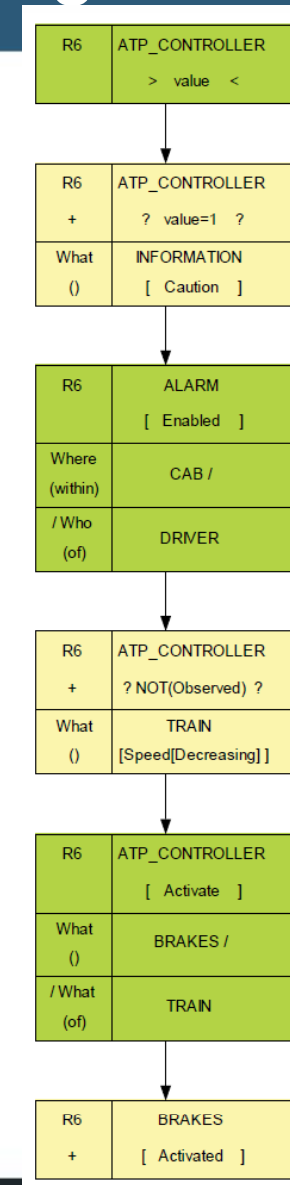 R6 ATP_CONTROLLER
> value <
R6 ATP_CONTROLLER
+ ? value=1 ?
What INFORMATION
() [ Caution ]
R6 ALARM
[ Enabled ]
Where
(within) CAB /
/ Who
(of) DRIVER
R6 ATP_CONTROLLER
+ ? NOT(Observed) ?
What TRAIN
() [Speed[Decreasing] ]
R6 ATP_CONTROLLER
[ Activate ]
What
() BRAKES /
/ What
(of) TRAIN
R6 BRAKES
+ [ Activated ]